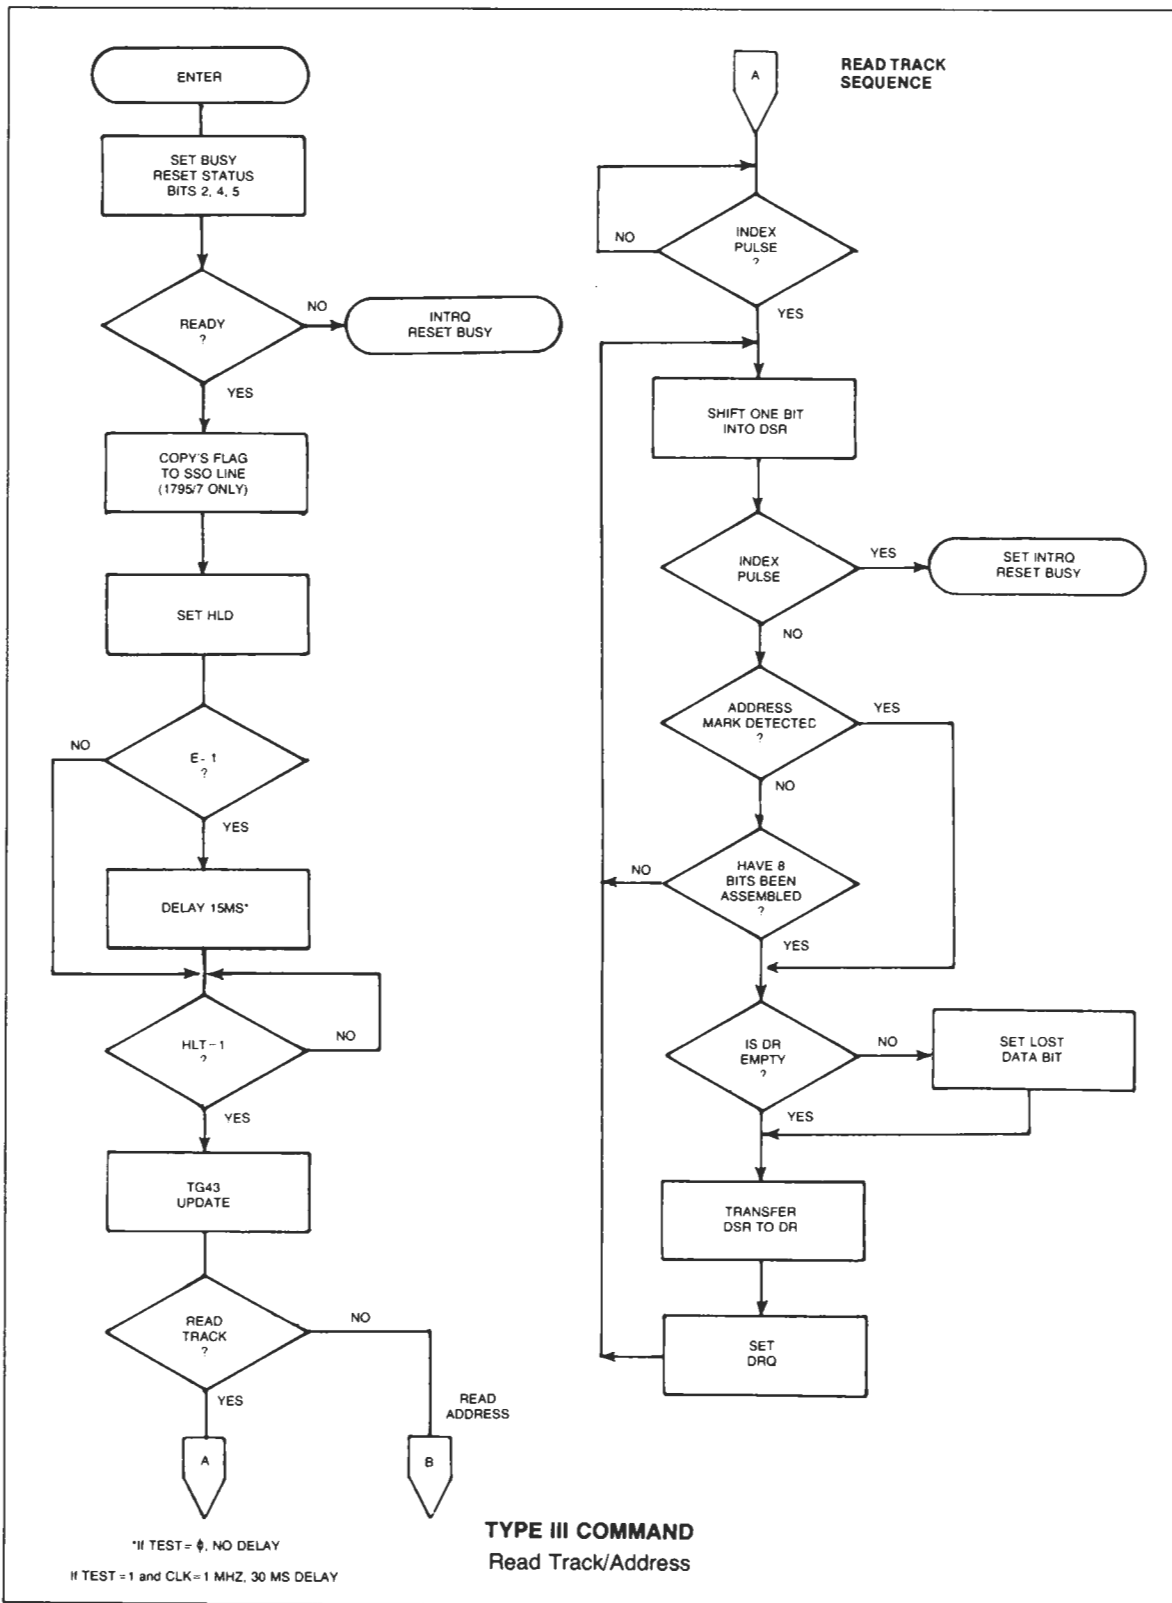 ENTER
SET BUSY
RESET STATUS
BITS 2, 4, 5
READY
?
NO
INTRQ
RESET BUSY
YES
COPY'S FLAG
TO SSO LINE
(1795/7 ONLY)
SET HLD
E- 1
?
NO
YES
DELAY 15MS*
HLT-1
?
NO
YES
TG43
UPDATE
READ
TRACK
?
NO
YES
READ
ADDRESS
A
B
*If TEST = ϕ, NO DELAY
If TEST =1 and CLK=1 MHZ, 30 MS DELAY
A
READ TRACK
SEQUENCE
INDEX
PULSE
?
NO
YES
SHIFT ONE BIT
INTO DSR
INDEX
PULSE
YES
SET INTRQ
RESET BUSY
NO
ADDRESS
MARK DETECTED
?
YES
NO
HAVE 8
BITS BEEN
ASSEMBLED
?
NO
YES
IS DR
EMPTY
?
NO
SET LOST
DATA BIT
YES
TRANSFER
DSR TO DR
SET
DRQ
TYPE III COMMAND
Read Track/Address